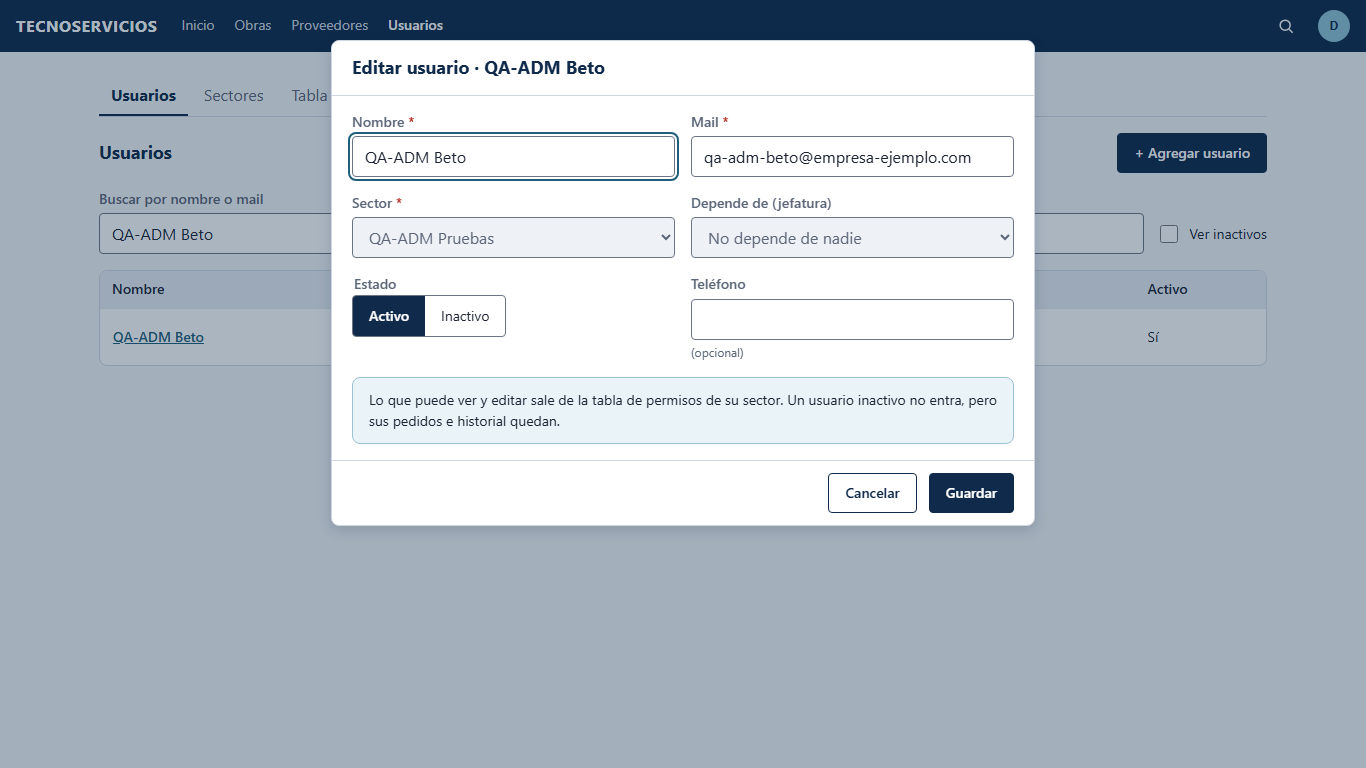 TECNOSERVICIOS Inicio Obras Proveedores Usuarios D
Editar usuario · QA-ADM Beto
Usuarios Sectores Tabla
Nombre * Mail *
QA-ADM Beto qa-adm-beto@empresa-ejemplo.com
Usuarios + Agregar usuario
Buscar por nombre o mail
Sector * Depende de (jefatura)
QA-ADM Beto QA-ADM Pruebas No depende de nadie Ver inactivos
Estado Teléfono
Nombre Activo
Activo Inactivo
QA-ADM Beto Sí
(opcional)
Lo que puede ver y editar sale de la tabla de permisos de su sector. Un usuario inactivo no entra, pero
sus pedidos e historial quedan.
Cancelar Guardar